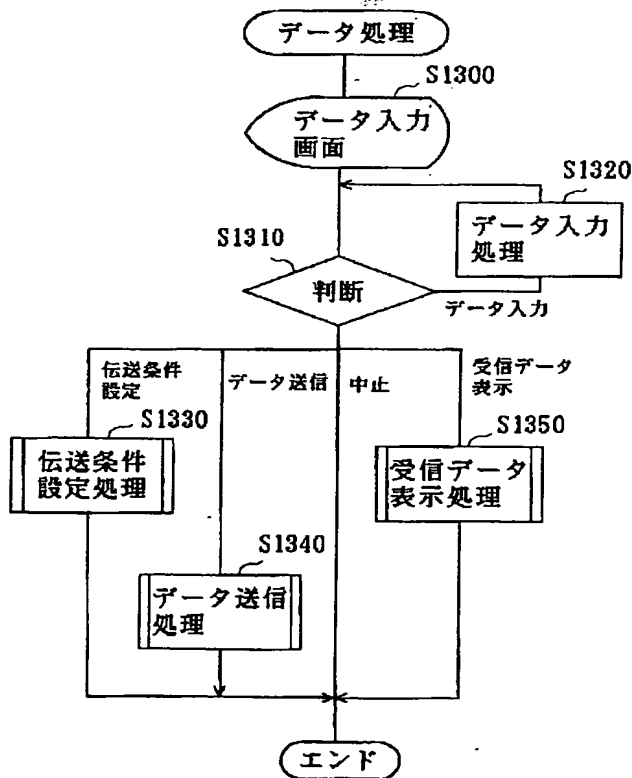 データ処理
S1300
データ入力
画面
S1320
データ入力
処理
S1310
判断
データ入力
伝送条件
設定
データ送信
中止
受信データ
表示
S1330
伝送条件
設定処理
S1350
受信データ
表示処理
S1340
データ送信
処理
エンド